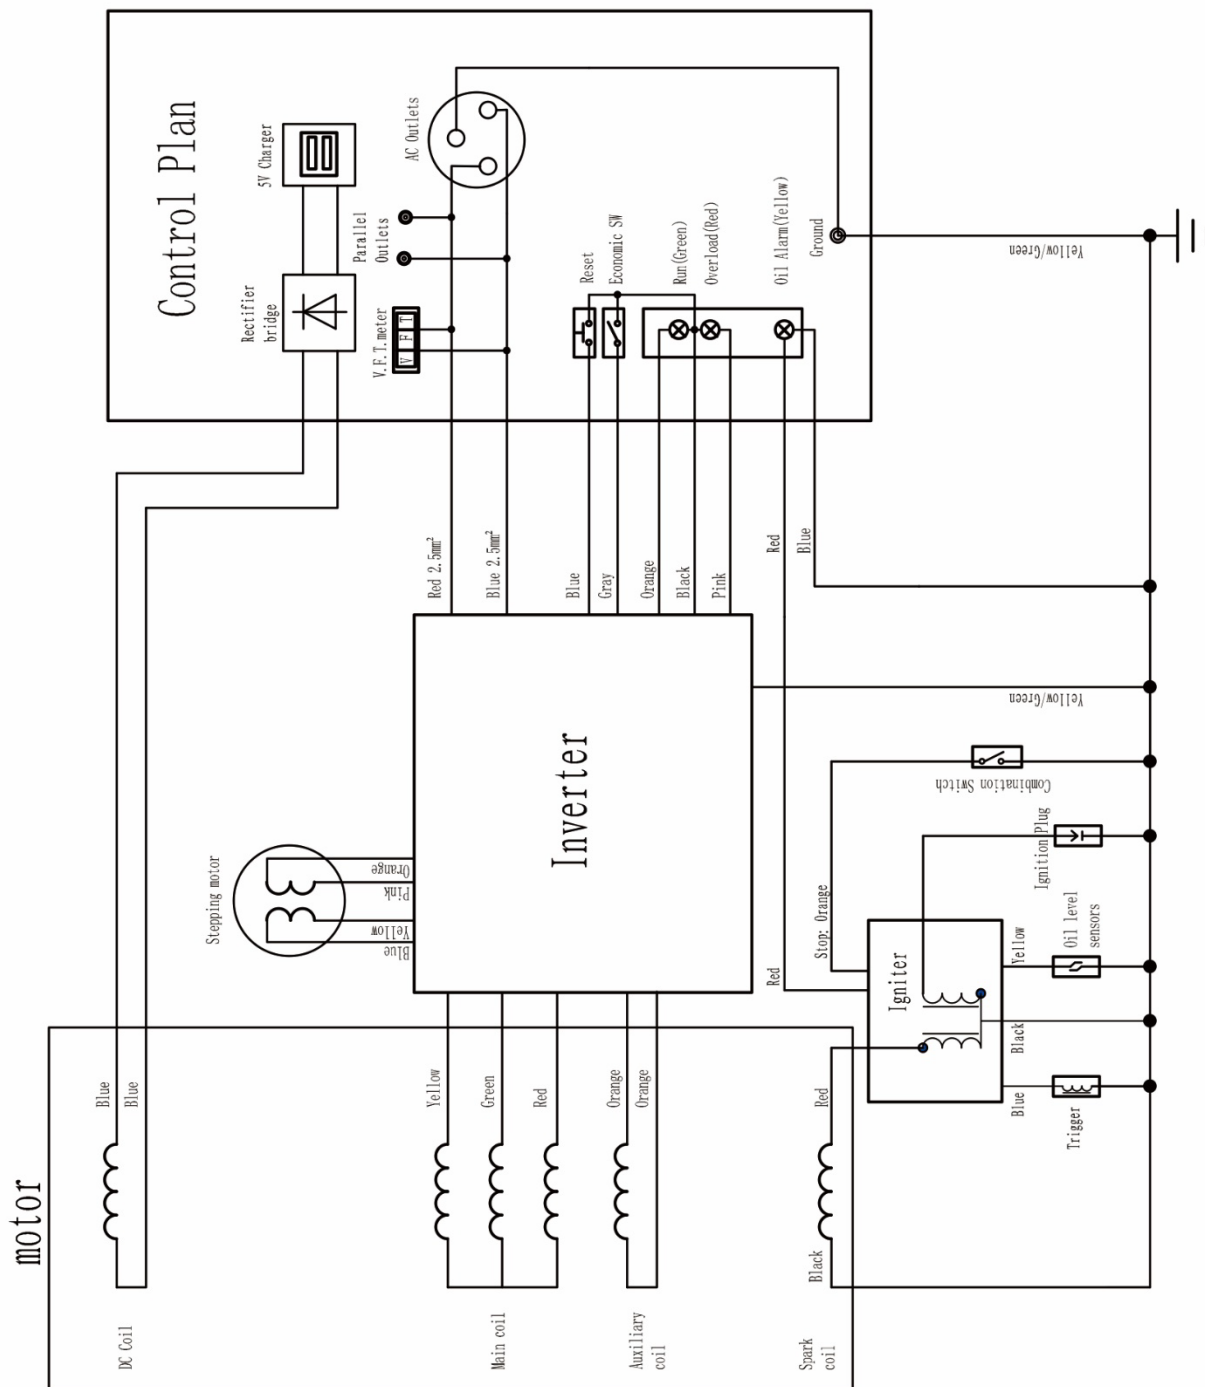 Control Plan
5V Charger
Rectifier
bridge
AC Outlets
Parallel
Outlets
V.F.T.meter
V F T
Reset
Economic SW
Run(Green)
Overload(Red)
Oil Alarm(Yellow)
Ground
Yellow/Green
Red 2.5mm²
Blue 2.5mm²
Blue
Gray
Orange
Black
Pink
Red
Blue
Inverter
Yellow/Green
Stepping motor
Orange
Pink
Yellow
Blue
Combination Switch
Ignition Plug
Stop: Orange
Red
Igniter
Yellow
Oil level
sensors
Black
Blue
Trigger
motor
Blue
Blue
Yellow
Green
Red
Orange
Orange
Red
Black
DC Coil
Main coil
Auxiliary
coil
Spark
coil